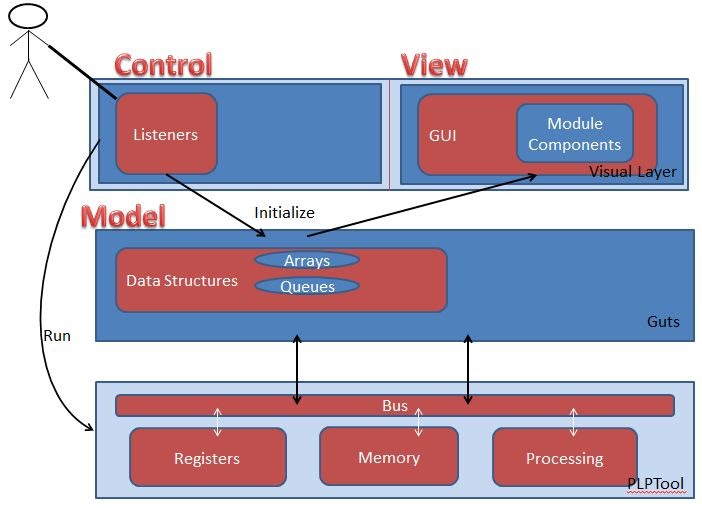 Control
View
Listeners
GUI
Module
Components
Visual Layer
Initialize
Model
Arrays
Data Structures
Queues
Guts
Run
Bus
Registers
Memory
Processing
PLPTool